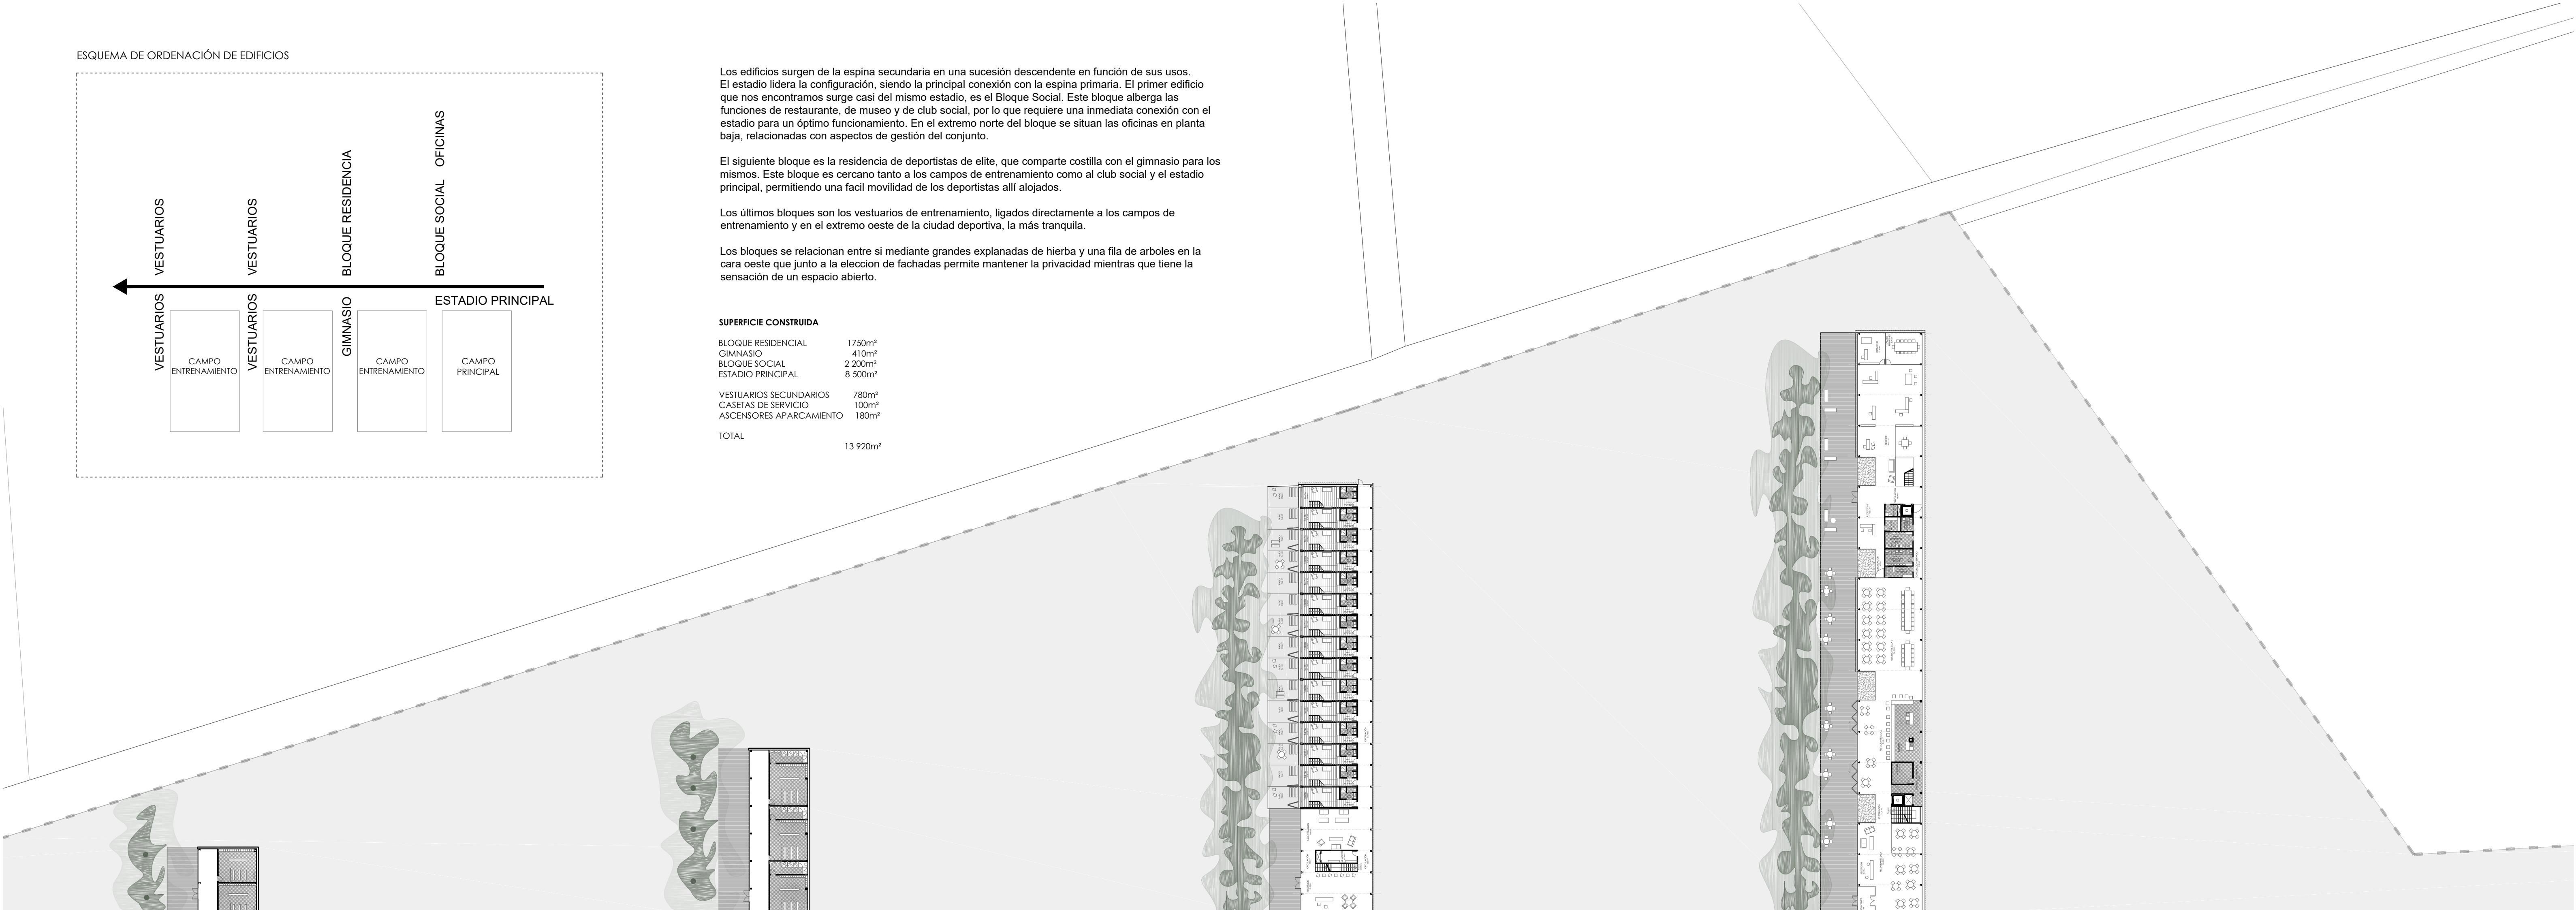 ESQUEMA DE ORDENACIÓN DE EDIFICIOS
VESTUARIOS
VESTUARIOS
BLOQUE RESIDENCIA
BLOQUE SOCIAL OFICINAS
VESTUARIOS
VESTUARIOS
GIMNASIO
ESTADIO PRINCIPAL
CAMPO
ENTRENAMIENTO
CAMPO
ENTRENAMIENTO
CAMPO
ENTRENAMIENTO
CAMPO
PRINCIPAL
Los edificios surgen de la espina secundaria en una sucesión descendente en función de sus usos.
El estadio lidera la configuración, siendo la principal conexión con la espina primaria. El primer edificio
que nos encontramos surge casi del mismo estadio, es el Bloque Social. Este bloque alberga las
funciones de restaurante, de museo y de club social, por lo que requiere una inmediata conexión con el
estadio para un óptimo funcionamiento. En el extremo norte del bloque se situan las oficinas en planta
baja, relacionadas con aspectos de gestión del conjunto.
El siguiente bloque es la residencia de deportistas de elite, que comparte costilla con el gimnasio para los
mismos. Este bloque es cercano tanto a los campos de entrenamiento como al club social y el estadio
principal, permitiendo una facil movilidad de los deportistas allí alojados.
Los últimos bloques son los vestuarios de entrenamiento, ligados directamente a los campos de
entrenamiento y en el extremo oeste de la ciudad deportiva, la más tranquila.
Los bloques se relacionan entre si mediante grandes explanadas de hierba y una fila de arboles en la
cara oeste que junto a la eleccion de fachadas permite mantener la privacidad mientras que tiene la
sensación de un espacio abierto.
SUPERFICIE CONSTRUIDA
BLOQUE RESIDENCIAL 1750m²
GIMNASIO 410m²
BLOQUE SOCIAL 2 200m²
ESTADIO PRINCIPAL 8 500m²
VESTUARIOS SECUNDARIOS 780m²
CASETAS DE SERVICIO 100m²
ASCENSORES APARCAMIENTO 180m²
TOTAL
13 920m²